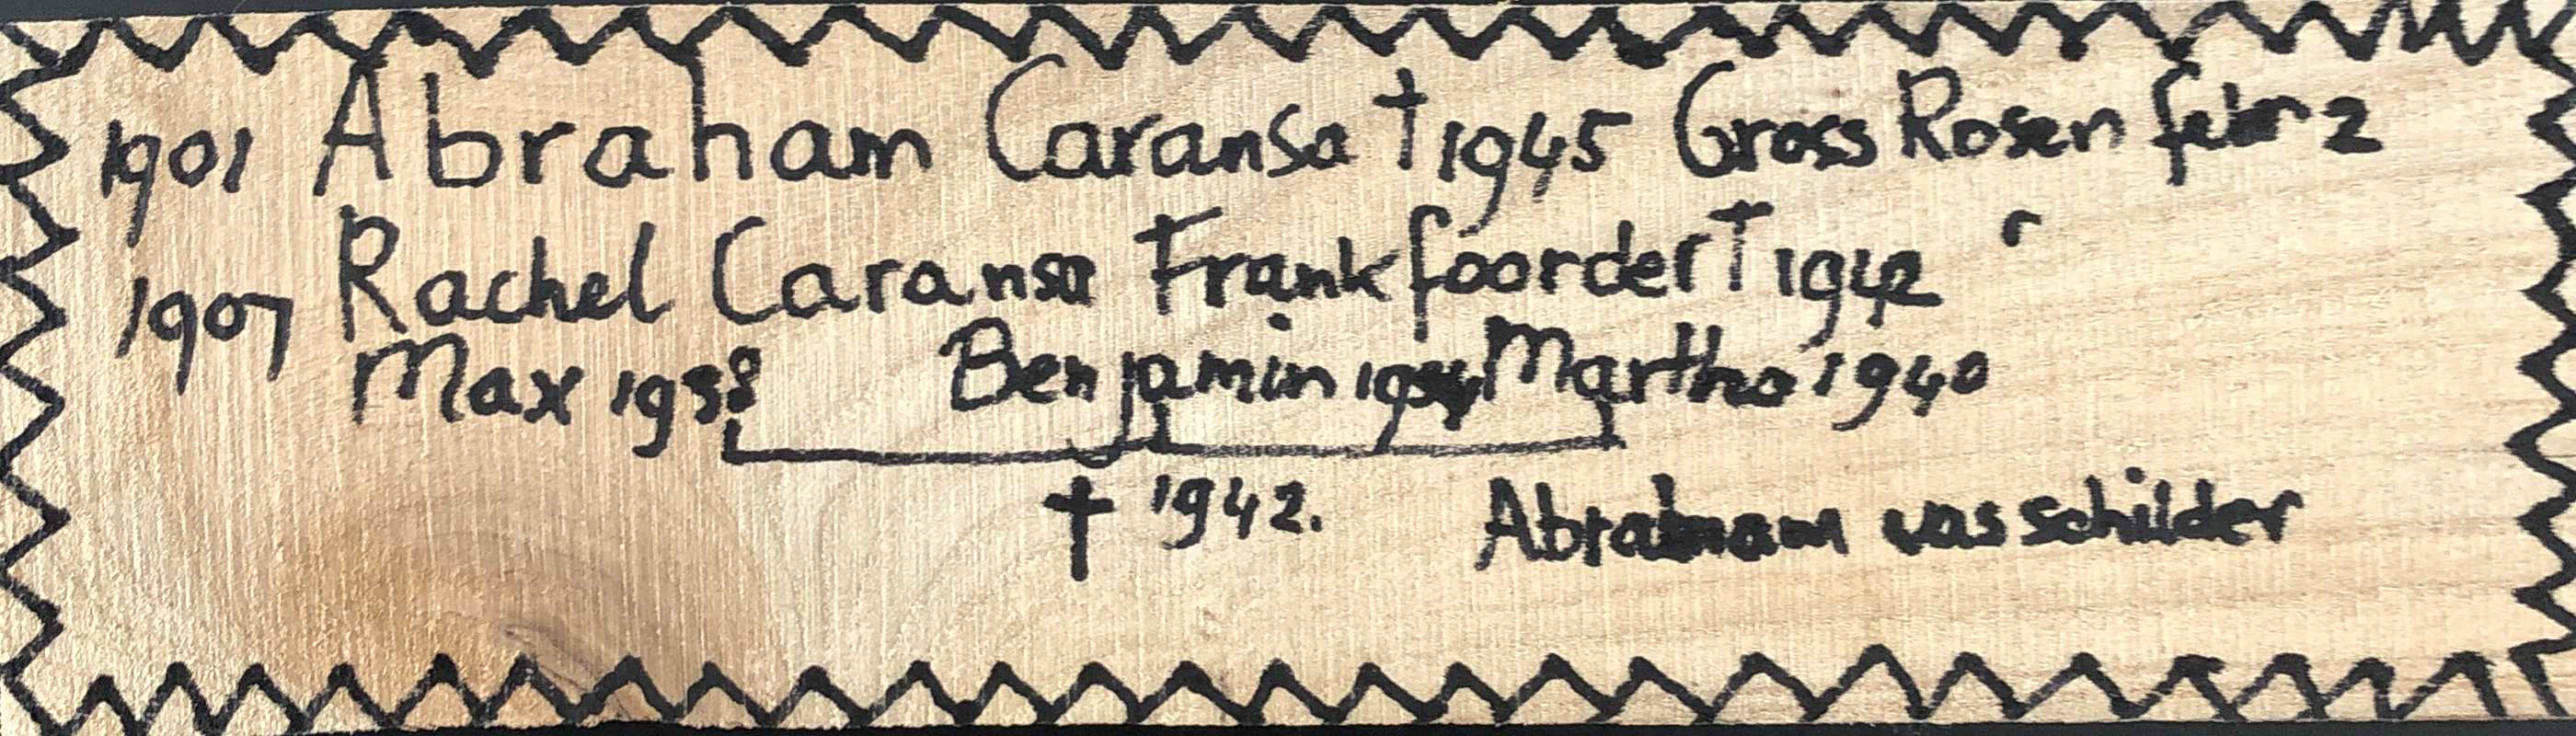 1901 Abraham Caransa † 1945 Gross Rosen febr 2
1907 Rachel Caransa Frankfoorder † 1942
Max 1938 Benjamin 1934 Martha 1940
† 1942. Abraham was schilder